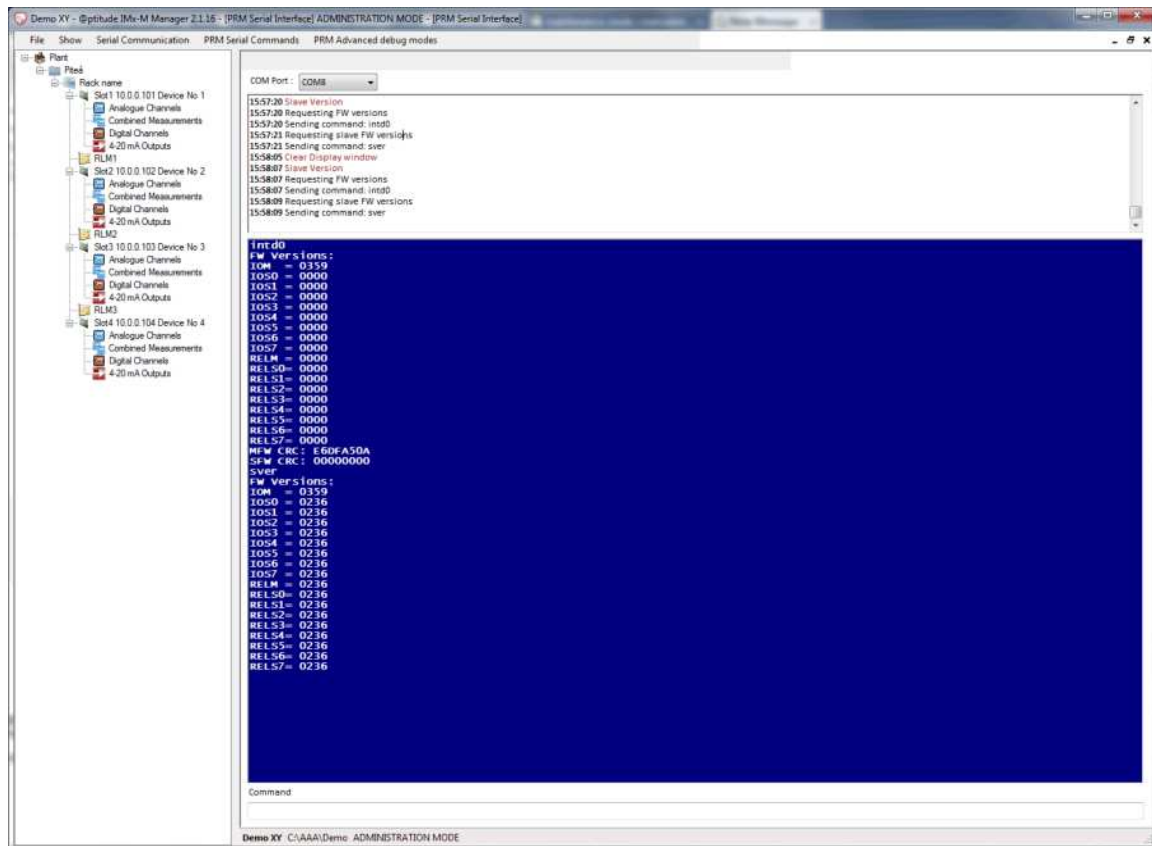 Demo XY - @ptitude IMx-M Manager 2.1.16 - [PRM Serial Interface] ADMINISTRATION MODE - [PRM Serial Interface]
File Show Serial Communication PRM Serial Commands PRM Advanced debug modes
Plant
Piteå
Rack name
Slot1 10.0.0.101 Device No 1
Analogue Channels
Combined Measurements
Digital Channels
4-20 mA Outputs
RLM1
Slot2 10.0.0.102 Device No 2
Analogue Channels
Combined Measurements
Digital Channels
4-20 mA Outputs
RLM2
Slot3 10.0.0.103 Device No 3
Analogue Channels
Combined Measurements
Digital Channels
4-20 mA Outputs
RLM3
Slot4 10.0.0.104 Device No 4
Analogue Channels
Combined Measurements
Digital Channels
4-20 mA Outputs
COM Port : COM8
15:57:20 Slave Version
15:57:20 Requesting FW versions
15:57:20 Sending command: intd0
15:57:21 Requesting slave FW versions
15:57:21 Sending command: sver
15:58:05 Clear Display window
15:58:07 Slave Version
15:58:07 Requesting FW versions
15:58:07 Sending command: intd0
15:58:09 Requesting slave FW versions
15:58:09 Sending command: sver
intd0
FW Versions:
IOM = 0359
IOS0 = 0000
IOS1 = 0000
IOS2 = 0000
IOS3 = 0000
IOS4 = 0000
IOS5 = 0000
IOS6 = 0000
IOS7 = 0000
RELM = 0000
RELS0= 0000
RELS1= 0000
RELS2= 0000
RELS3= 0000
RELS4= 0000
RELS5= 0000
RELS6= 0000
RELS7= 0000
MFW CRC: E6DFA50A
SFW CRC: 00000000
sver
FW Versions:
IOM = 0359
IOS0 = 0236
IOS1 = 0236
IOS2 = 0236
IOS3 = 0236
IOS4 = 0236
IOS5 = 0236
IOS6 = 0236
IOS7 = 0236
RELM = 0236
RELS0= 0236
RELS1= 0236
RELS2= 0236
RELS3= 0236
RELS4= 0236
RELS5= 0236
RELS6= 0236
RELS7= 0236
Command
Demo XY C:\AAA\Demo ADMINISTRATION MODE